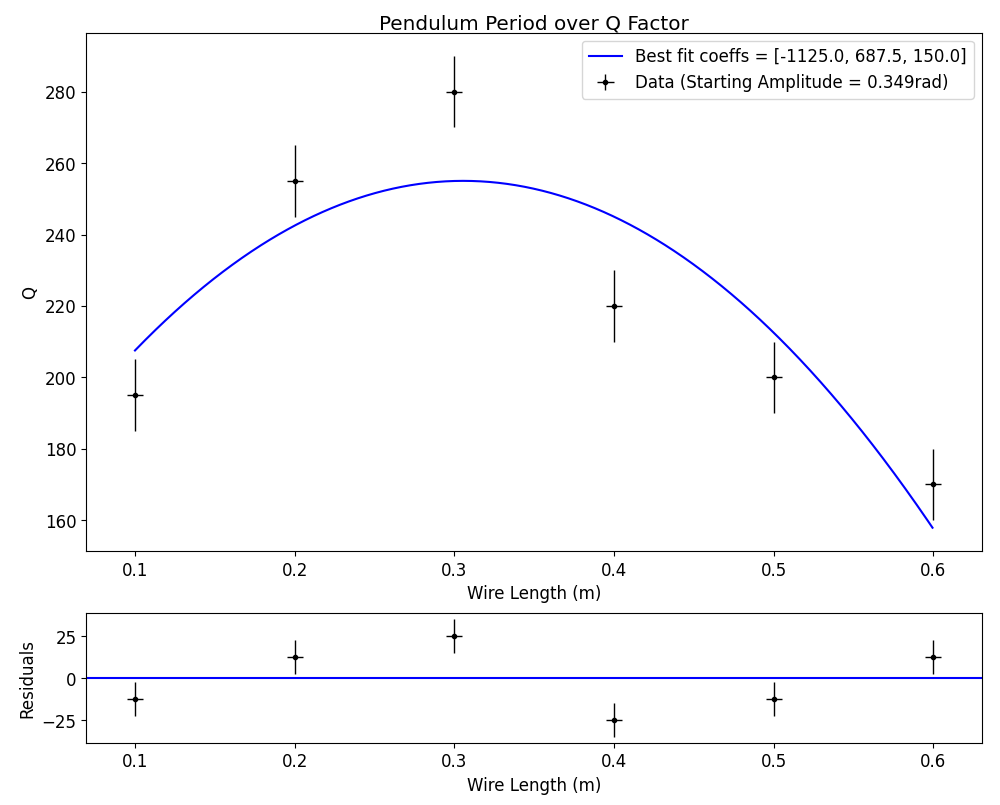 Pendulum Period over Q Factor
Best fit coeffs = [-1125.0, 687.5, 150.0]
Data (Starting Amplitude = 0.349rad)
280
260
240
220
200
180
160
Q
0.1 0.2 0.3 0.4 0.5 0.6
Wire Length (m)
25
0
−25
Residuals
0.1 0.2 0.3 0.4 0.5 0.6
Wire Length (m)